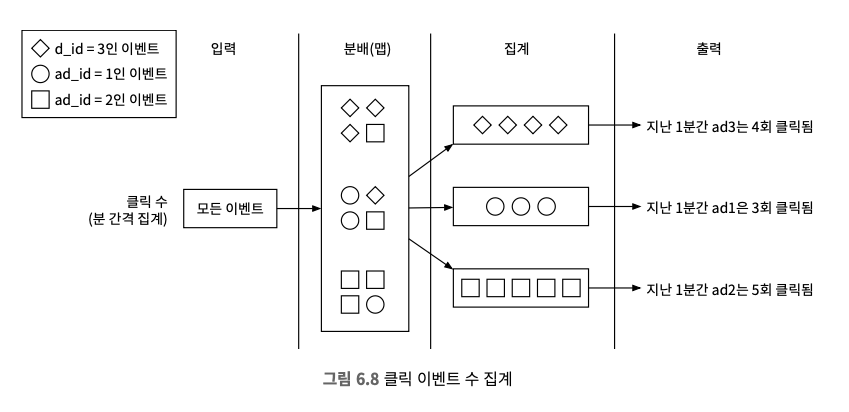 d_id = 3인 이벤트
ad_id = 1인 이벤트
ad_id = 2인 이벤트
입력
분배(맵)
집계
출력
클릭 수
(분 간격 집계)
모든 이벤트
지난 1분간 ad3는 4회 클릭됨
지난 1분간 ad1은 3회 클릭됨
지난 1분간 ad2는 5회 클릭됨
그림 6.8 클릭 이벤트 수 집계